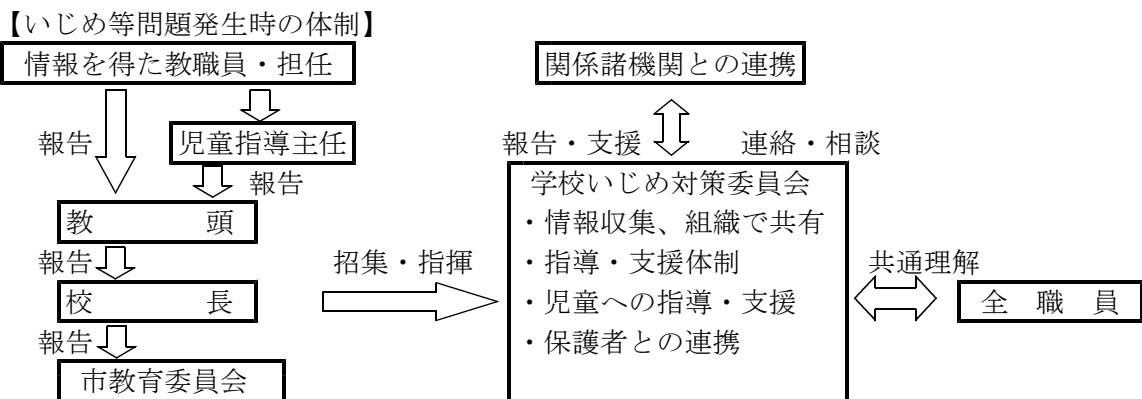 【いじめ等問題発生時の体制】
情報を得た教職員・担任
関係諸機関との連携
報告
児童指導主任
報告・支援
連絡・相談
報告
学校いじめ対策委員会
教　　　　頭
・情報収集、組織で共有
報告
招集・指揮
・指導・支援体制
共通理解
校　　　　長
・児童への指導・支援
全　職　員
報告
・保護者との連携
市教育委員会